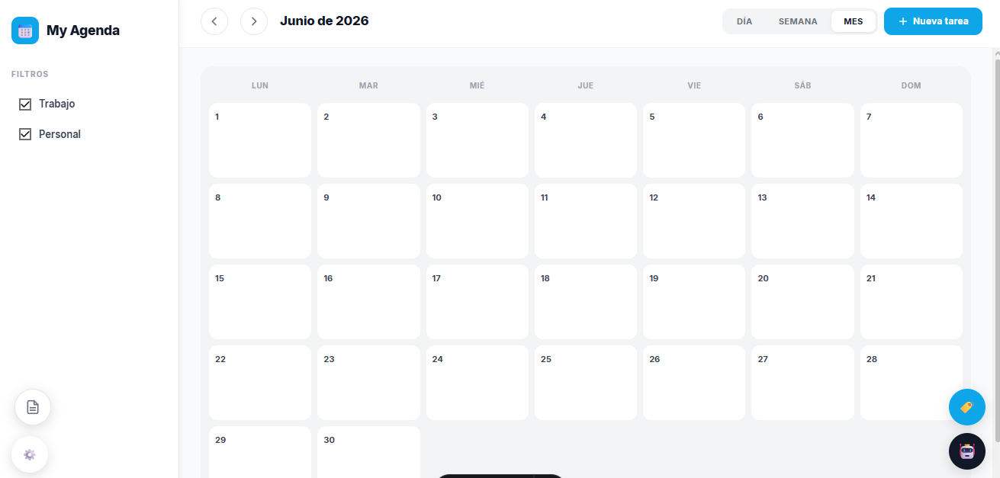 My Agenda
FILTROS
Trabajo
Personal
Junio de 2026
DÍA SEMANA MES
+ Nueva tarea
LUN MAR MIÉ JUE VIE SÁB DOM
1 2 3 4 5 6 7
8 9 10 11 12 13 14
15 16 17 18 19 20 21
22 23 24 25 26 27 28
29 30